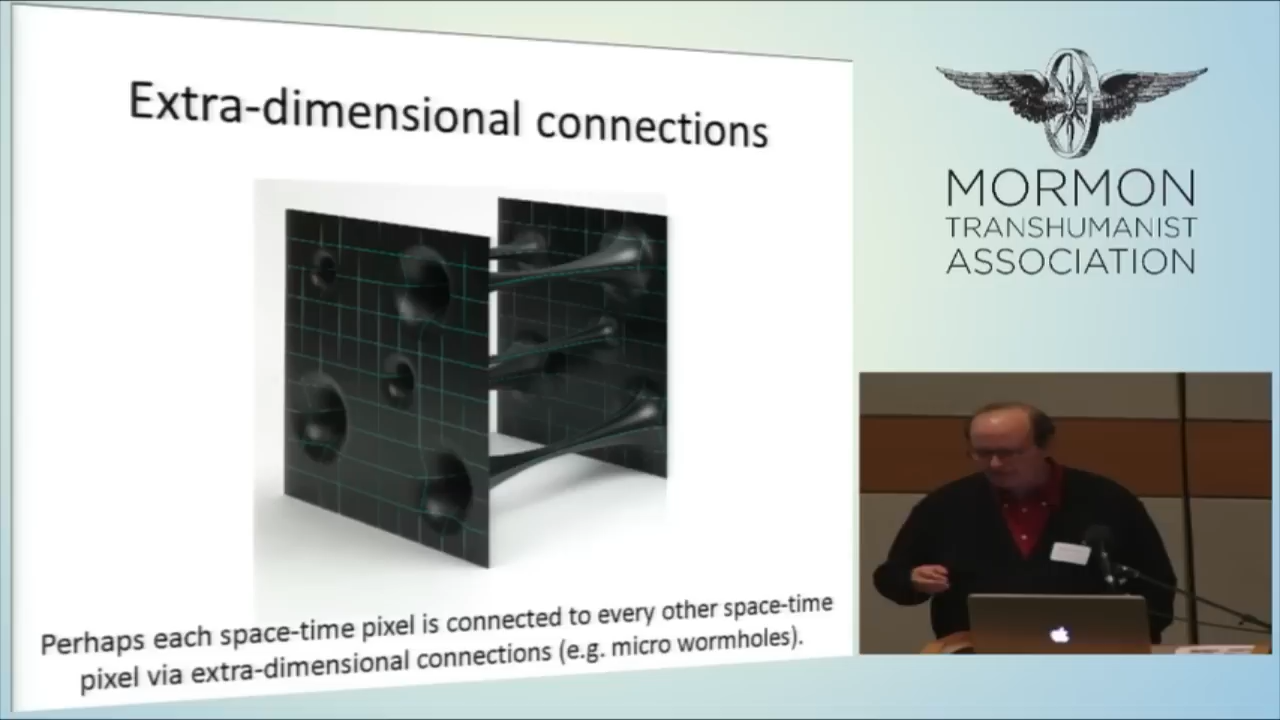 Extra-dimensional connections
Perhaps each space-time pixel is connected to every other space-time
pixel via extra-dimensional connections (e.g. micro wormholes).
MORMON
TRANSHUMANIST
ASSOCIATION